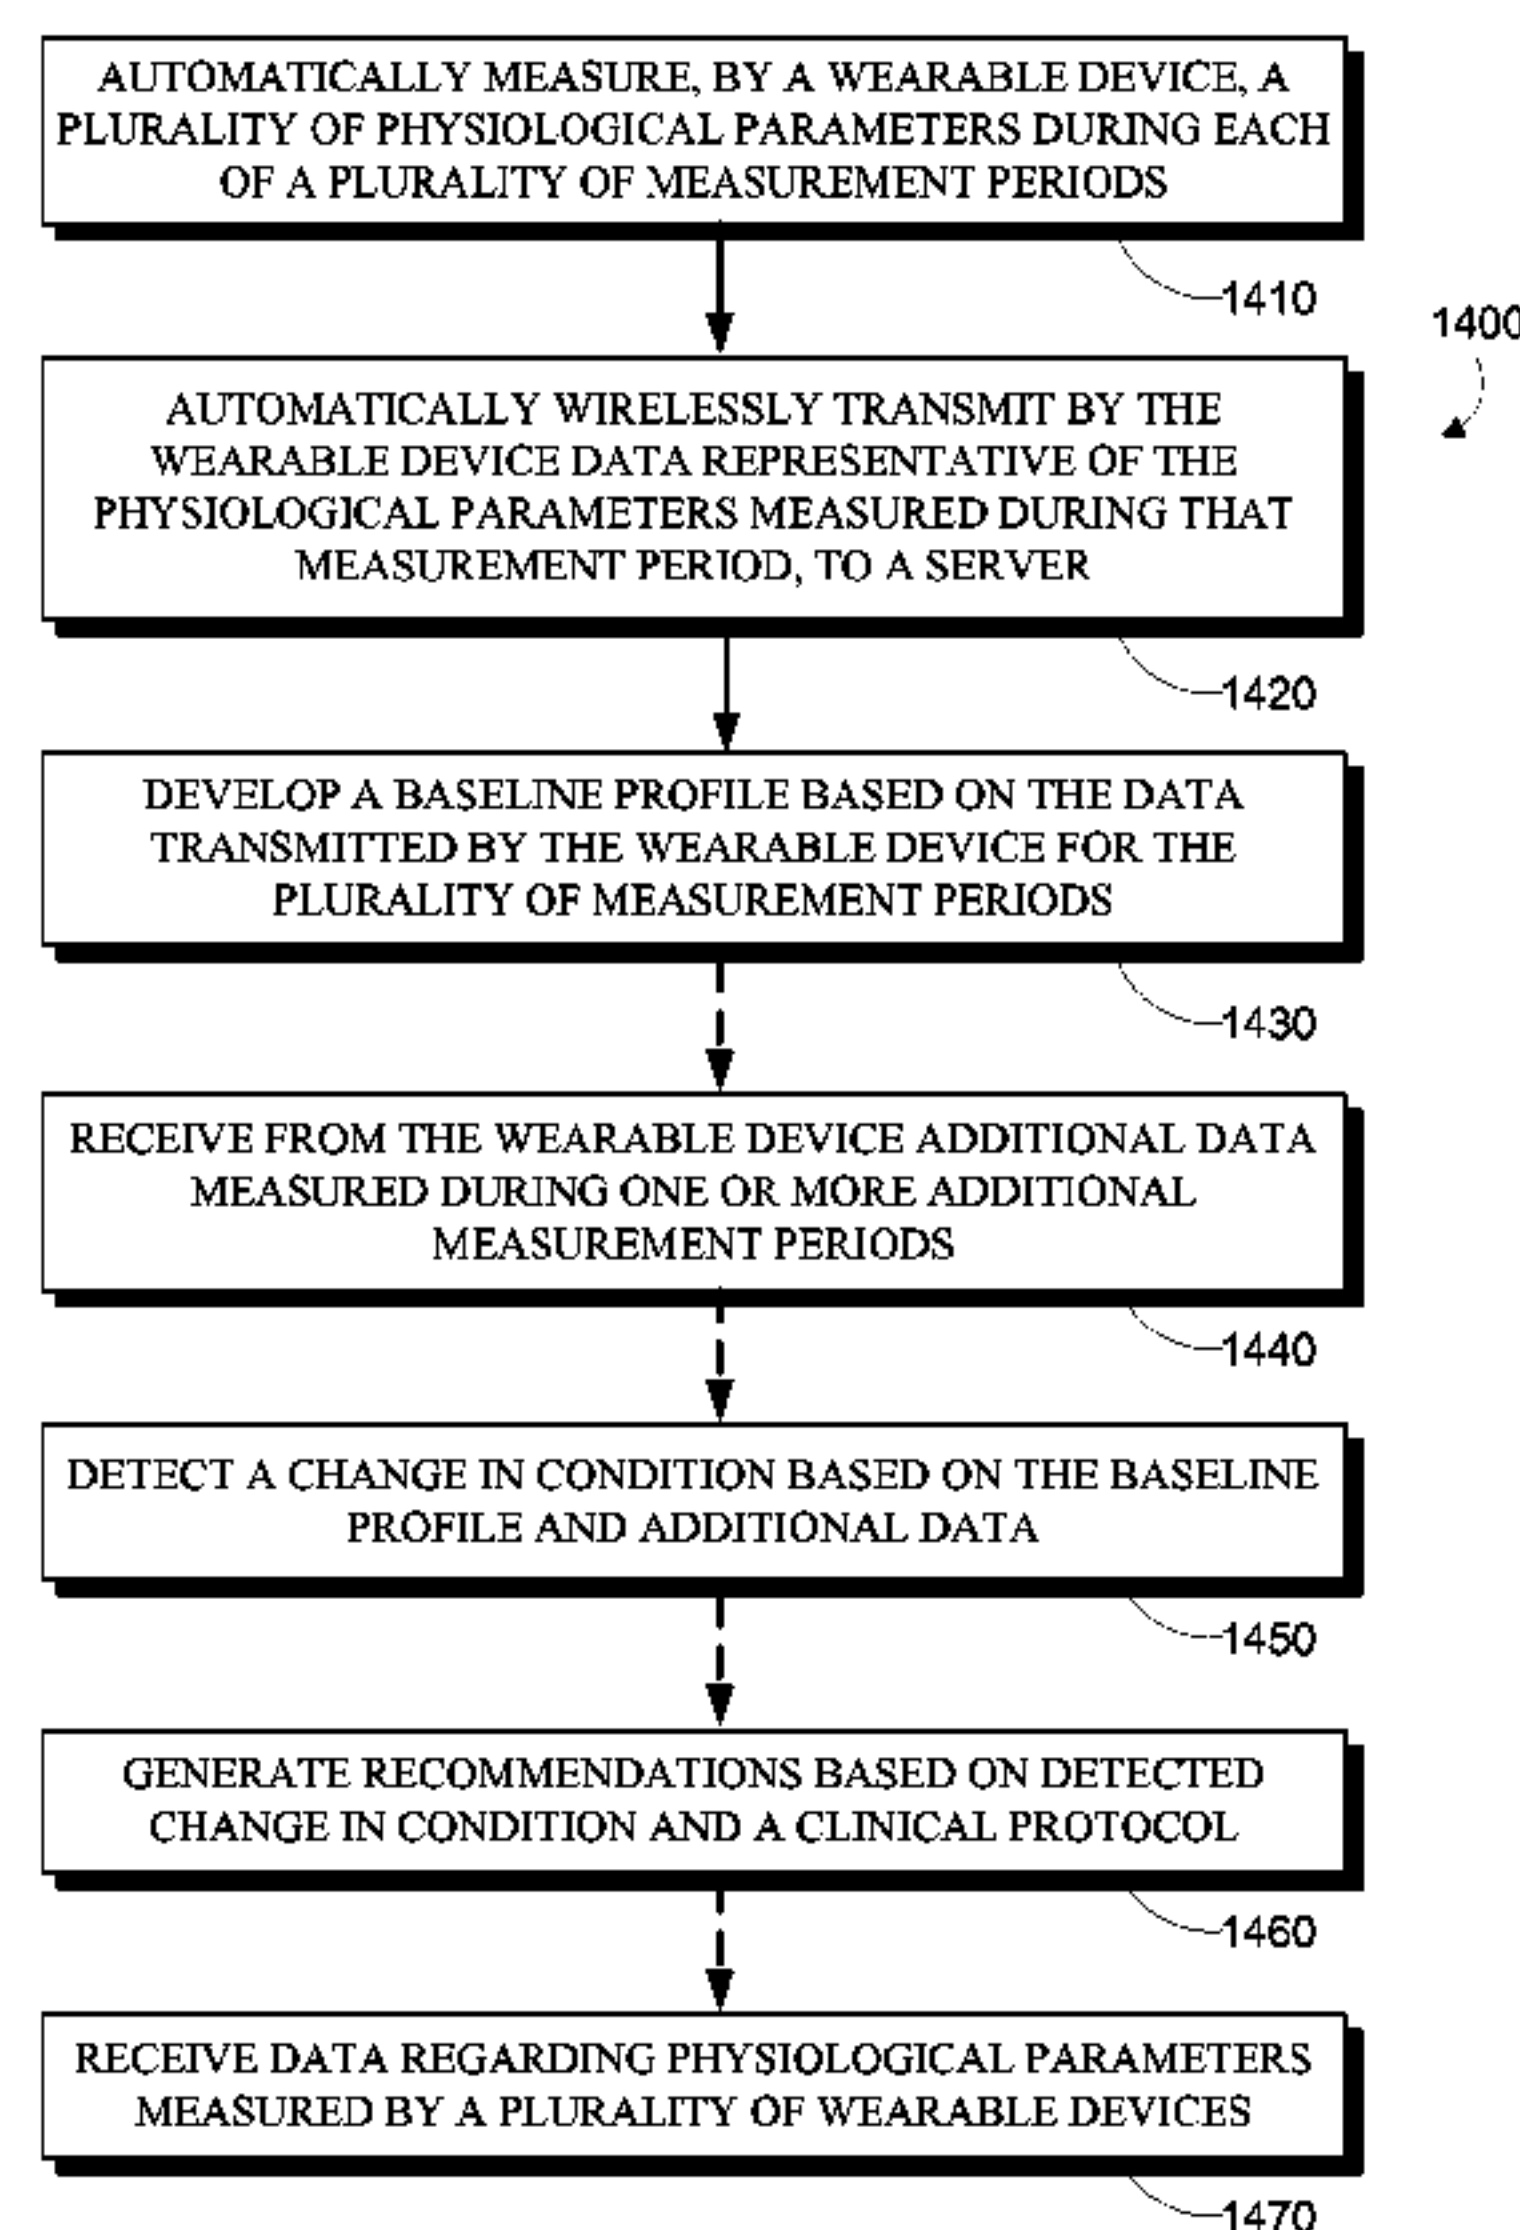 AUTOMATICALLY MEASURE, BY A WEARABLE DEVICE, A
PLURALITY OF PHYSIOLOGICAL PARAMETERS DURING EACH
OF A PLURALITY OF MEASUREMENT PERIODS
1410
1400
AUTOMATICALLY WIRELESSLY TRANSMIT BY THE
WEARABLE DEVICE DATA REPRESENTATIVE OF THE
PHYSIOLOGICAL PARAMETERS MEASURED DURING THAT
MEASUREMENT PERIOD, TO A SERVER
1420
DEVELOP A BASELINE PROFILE BASED ON THE DATA
TRANSMITTED BY THE WEARABLE DEVICE FOR THE
PLURALITY OF MEASUREMENT PERIODS
1430
RECEIVE FROM THE WEARABLE DEVICE ADDITIONAL DATA
MEASURED DURING ONE OR MORE ADDITIONAL
MEASUREMENT PERIODS
1440
DETECT A CHANGE IN CONDITION BASED ON THE BASELINE
PROFILE AND ADDITIONAL DATA
1450
GENERATE RECOMMENDATIONS BASED ON DETECTED
CHANGE IN CONDITION AND A CLINICAL PROTOCOL
1460
RECEIVE DATA REGARDING PHYSIOLOGICAL PARAMETERS
MEASURED BY A PLURALITY OF WEARABLE DEVICES
1470